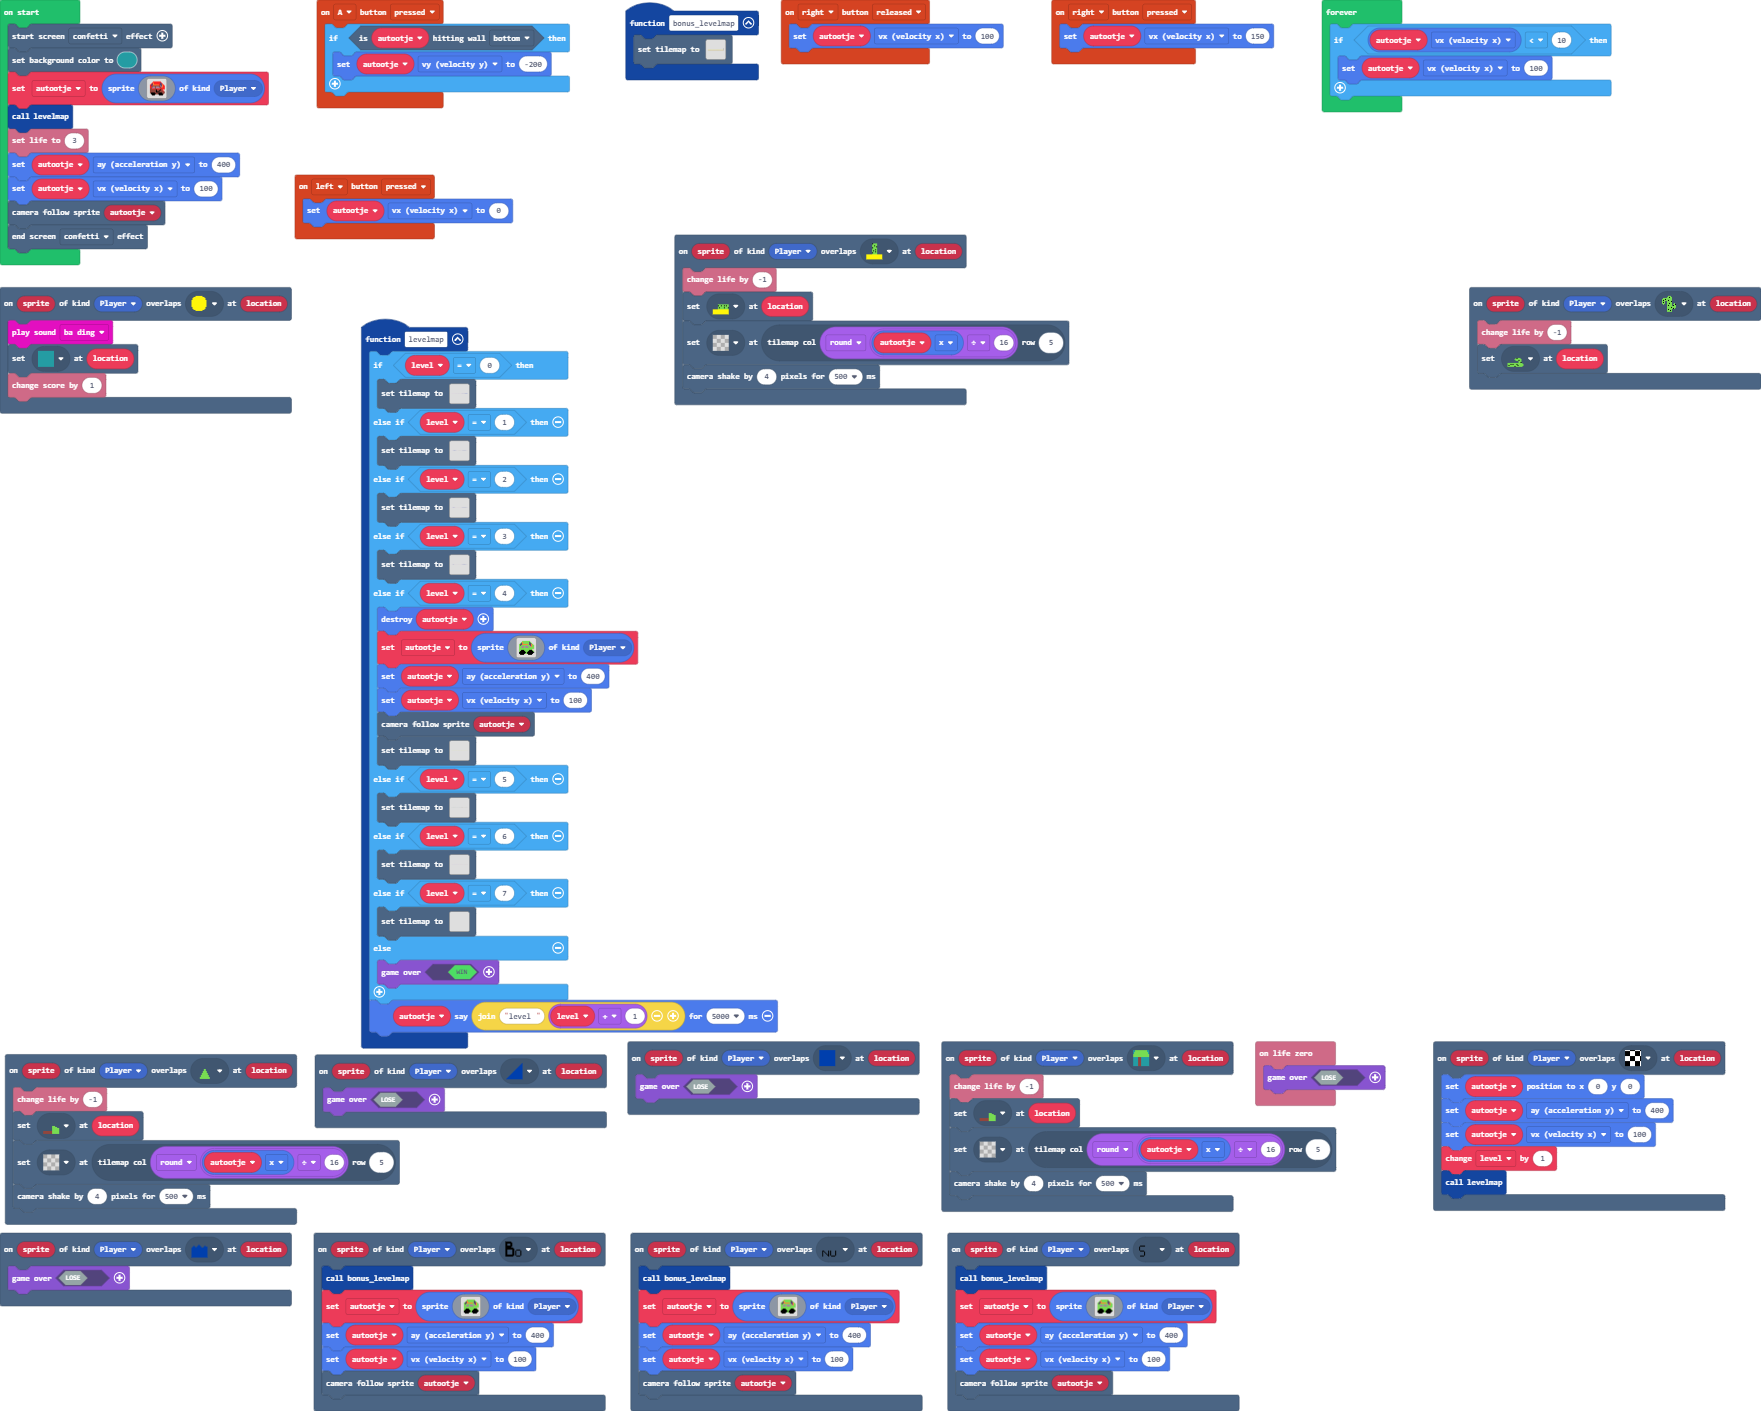 on start
start screen confetti effect
set background color to
set autootje to sprite of kind Player
call levelmap
set life to 3
set autootje ay (acceleration y) to 400
set autootje vx (velocity x) to 100
camera follow sprite autootje
end screen confetti effect
on A button pressed
if is autootje hitting wall bottom then
set autootje vy (velocity y) to -200
function bonus_levelmap
set tilemap to
on right button released
set autootje vx (velocity x) to 100
on right button pressed
set autootje vx (velocity x) to 150
forever
if autootje vx (velocity x) < 10 then
set autootje vx (velocity x) to 100
on left button pressed
set autootje vx (velocity x) to 0
on sprite of kind Player overlaps at location
change life by -1
set at location
set at tilemap col round autootje x ÷ 16 row 5
camera shake by 4 pixels for 500 ms
on sprite of kind Player overlaps at location
change life by -1
set at location
on sprite of kind Player overlaps at location
play sound ba ding
set at location
change score by 1
function levelmap
if level = 0 then
set tilemap to
else if level = 1 then
set tilemap to
else if level = 2 then
set tilemap to
else if level = 3 then
set tilemap to
else if level = 4 then
destroy autootje
set autootje to sprite of kind Player
set autootje ay (acceleration y) to 400
set autootje vx (velocity x) to 100
camera follow sprite autootje
set tilemap to
else if level = 5 then
set tilemap to
else if level = 6 then
set tilemap to
else if level = 7 then
set tilemap to
else
game over WIN
autootje say join "level " level + 1 for 5000 ms
on sprite of kind Player overlaps at location
change life by -1
set at location
set at tilemap col round autootje x ÷ 16 row 5
camera shake by 4 pixels for 500 ms
on sprite of kind Player overlaps at location
game over LOSE
on sprite of kind Player overlaps at location
game over LOSE
on sprite of kind Player overlaps at location
change life by -1
set at location
set at tilemap col round autootje x ÷ 16 row 5
camera shake by 4 pixels for 500 ms
on life zero
game over LOSE
on sprite of kind Player overlaps at location
set autootje position to x 0 y 0
set autootje ay (acceleration y) to 400
set autootje vx (velocity x) to 100
change level by 1
call levelmap
on sprite of kind Player overlaps at location
game over LOSE
on sprite of kind Player overlaps Bo at location
call bonus_levelmap
set autootje to sprite of kind Player
set autootje ay (acceleration y) to 400
set autootje vx (velocity x) to 100
camera follow sprite autootje
on sprite of kind Player overlaps NU at location
call bonus_levelmap
set autootje to sprite of kind Player
set autootje ay (acceleration y) to 400
set autootje vx (velocity x) to 100
camera follow sprite autootje
on sprite of kind Player overlaps S at location
call bonus_levelmap
set autootje to sprite of kind Player
set autootje ay (acceleration y) to 400
set autootje vx (velocity x) to 100
camera follow sprite autootje